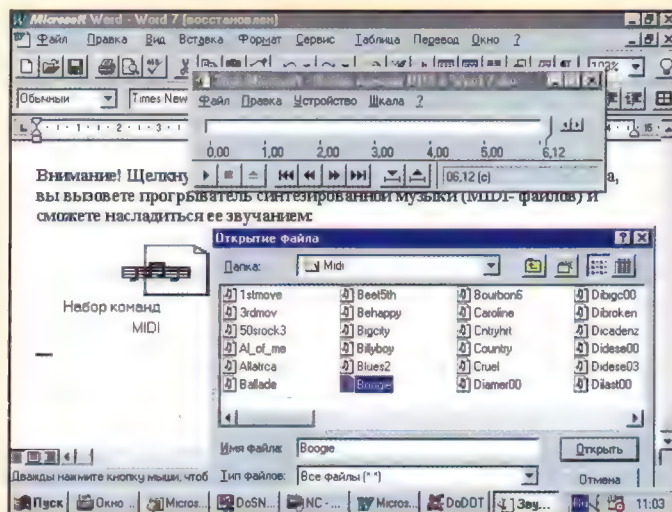 Microsoft Word - Word 7 (восстановлен)
Файл Правка Вид Вставка Формат Сервис Таблица Перевод Окно ?
103%
Обычный Times New
Файл Правка Устройство Шкала ?
0,00 1,00 2,00 3,00 4,00 5,00 6,12
06,12 (с)
Внимание! Щелкну
а,
вы вызовете прогрыватель синтезированной музыки (MIDI- файлов) и
сможете насладиться ее звучанием:
Набор команд
MIDI
Открытие файла
Папка: Midi
1stmove Beet5th Bourbon6 Dibigc00
3rdmov Behappy Caroline Dibroken
50srock3 Bigcity Cntryhit Dicadenz
Al_of_me Billyboy Country Didese00
Allatrca Blues2 Cruel Didese03
Ballade Boogie Diamer00 Dilast00
Имя файла: Boogie Открыть
Тип файлов: Все файлы (*.*) Отмена
Дважды нажмите кнопку мыши, чтоб
Пуск Окно .. Micros... DoSN... NC - ... Micros... DoDOT Зву... 11:03